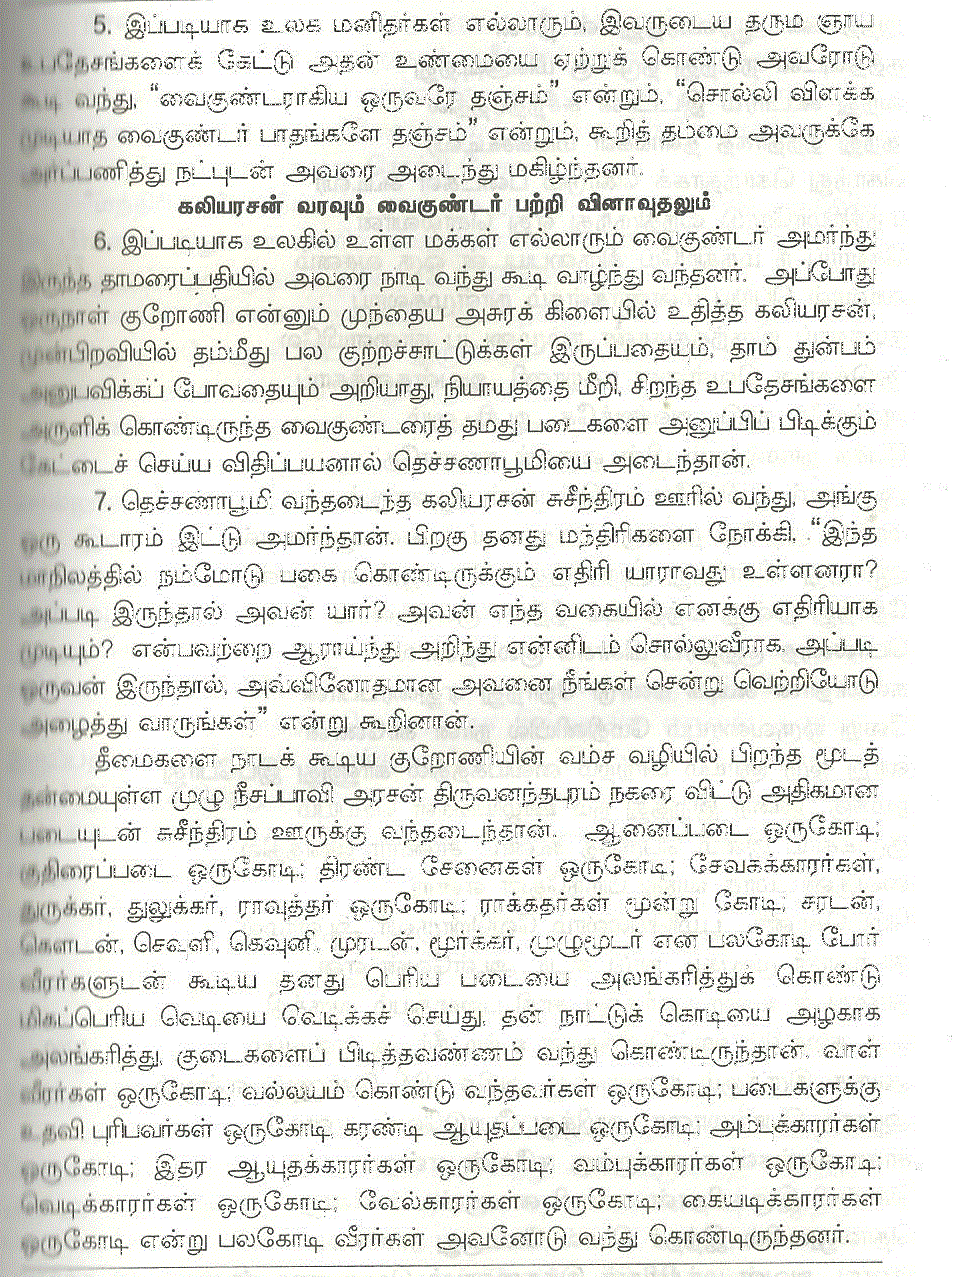 5. இப்படியாக உலக மனிதர்கள் எல்லாரும், இவருடைய தரும ஞாய
உபதேசங்களைக் கேட்டு அதன் உண்மையை ஏற்றுக் கொண்டு அவரோடு
கூடி வந்து, “வைகுண்டராகிய ஒருவரே தஞ்சம்” என்றும், “சொல்லி விளக்க
முடியாத வைகுண்டர் பாதங்களே தஞ்சம்” என்றும், கூறித் தம்மை அவருக்கே
அர்ப்பணித்து நட்புடன் அவரை அடைந்து மகிழ்ந்தனர்.
கலியரசன் வரவும் வைகுண்டர் பற்றி வினாவுதலும்
6. இப்படியாக உலகில் உள்ள மக்கள் எல்லாரும் வைகுண்டர் அமர்ந்து
இருந்த தாமரைப்பதியில் அவரை நாடி வந்து கூடி வாழ்ந்து வந்தனர். அப்போது
ஒருநாள் குறோணி என்னும் முந்தைய அசுரக் கிளையில் உதித்த கலியரசன்,
முன்பிறவியில் தம்மீது பல குற்றச்சாட்டுக்கள் இருப்பதையும், தாம் துன்பம்
அனுபவிக்கப் போவதையும் அறியாது, நியாயத்தை மீறி, சிறந்த உபதேசங்களை
அருளிக் கொண்டிருந்த வைகுண்டரைத் தமது படைகளை அனுப்பிப் பிடிக்கும்
கேட்டைச் செய்ய விதிப்பயனால் தெச்சணாபூமியை அடைந்தான்.
7. தெச்சணாபூமி வந்தடைந்த கலியரசன் சுசீந்திரம் ஊரில் வந்து, அங்கு
ஒரு கூடாரம் இட்டு அமர்ந்தான். பிறகு தனது மந்திரிகளை நோக்கி, “இந்த
மாநிலத்தில் நம்மோடு பகை கொண்டிருக்கும் எதிரி யாராவது உள்ளனரா?
அப்படி இருந்தால் அவன் யார்? அவன் எந்த வகையில் எனக்கு எதிரியாக
முடியும்? என்பவற்றை ஆராய்ந்து அறிந்து என்னிடம் சொல்லுவீராக. அப்படி
ஒருவன் இருந்தால், அவ்வினோதமான அவனை நீங்கள் சென்று வெற்றியோடு
அழைத்து வாருங்கள்” என்று கூறினான்.
தீமைகளை நாடக் கூடிய குறோணியின் வம்ச வழியில் பிறந்த மூடத்
தன்மையுள்ள முழு நீசப்பாவி அரசன் திருவனந்தபுரம் நகரை விட்டு அதிகமான
படையுடன் சுசீந்திரம் ஊருக்கு வந்தடைந்தான். ஆனைப்படை ஒருகோடி;
குதிரைப்படை ஒருகோடி; திரண்ட சேனைகள் ஒருகோடி; சேவகக்காரர்கள்,
துருக்கர், துலுக்கர், ராவுத்தர் ஒருகோடி; ராக்கதர்கள் மூன்று கோடி; சரடன்,
கௌடன், செவளி, கெவுனி, முரடன், மூர்க்கர், முழுமூடர் என பலகோடி போர்
வீரர்களுடன் கூடிய தனது பெரிய படையை அலங்கரித்துக் கொண்டு
மிகப்பெரிய வெடியை வெடிக்கச் செய்து, தன் நாட்டுக் கொடியை அழகாக
அலங்கரித்து, குடைகளைப் பிடித்தவண்ணம் வந்து கொண்டிருந்தான். வாள்
வீரர்கள் ஒருகோடி; வல்லயம் கொண்டு வந்தவர்கள் ஒருகோடி; படைகளுக்கு
உதவி புரிபவர்கள் ஒருகோடி, கரண்டி ஆயுதப்படை ஒருகோடி; அம்புக்காரர்கள்
ஒருகோடி; இதர ஆயுதக்காரர்கள் ஒருகோடி; வம்புக்காரர்கள் ஒருகோடி;
வெடிக்காரர்கள் ஒருகோடி; வேல்காரர்கள் ஒருகோடி; கையடிக்காரர்கள்
ஒருகோடி என்று பலகோடி வீரர்கள் அவனோடு வந்து கொண்டிருந்தனர்.